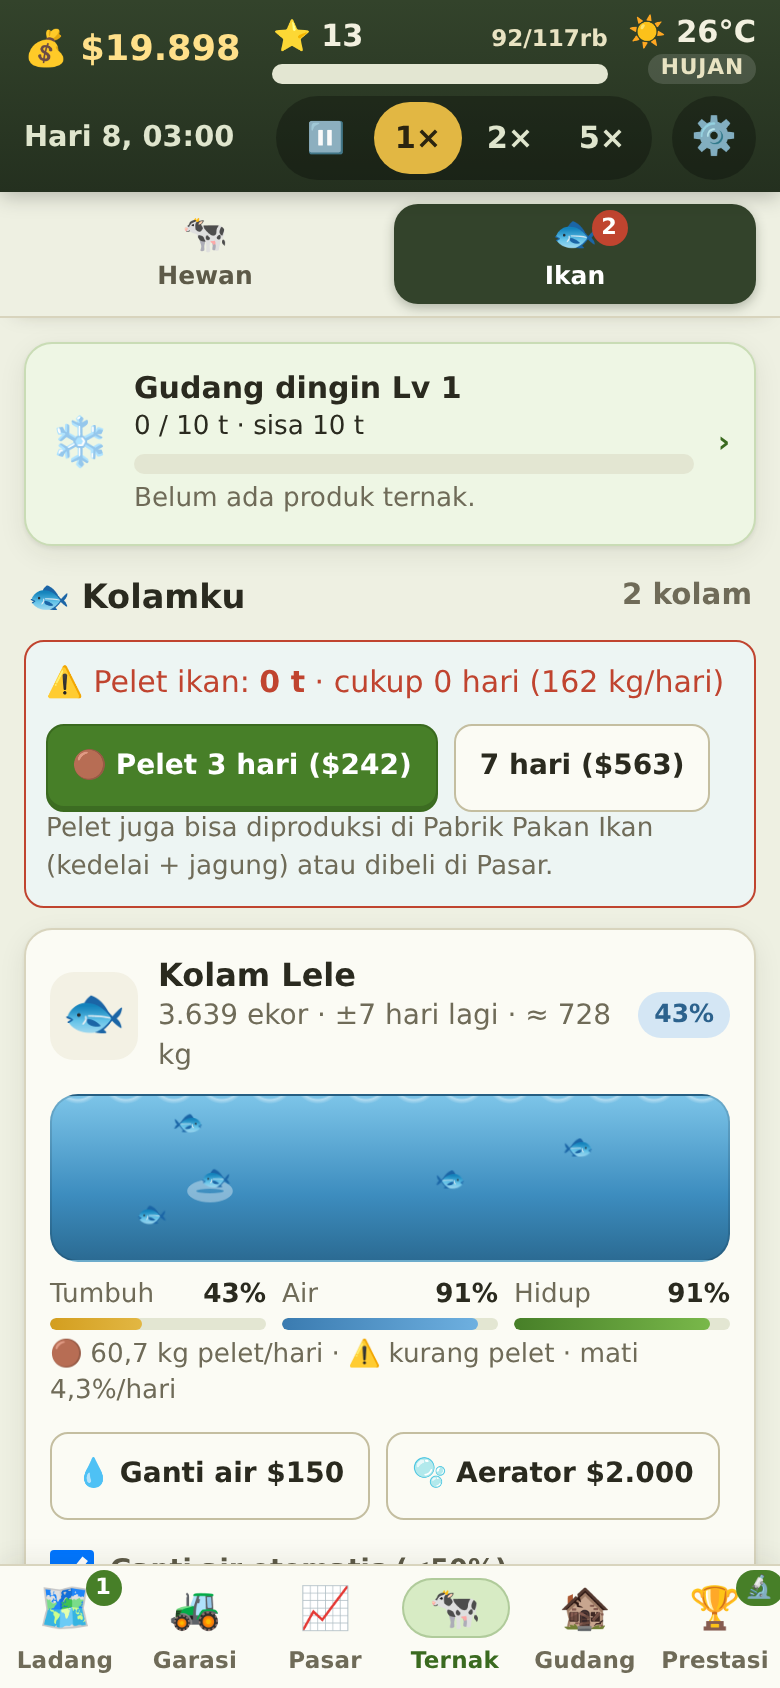 $19.898
13
92/117rb
26°C
HUJAN
Hari 8, 03:00
1×
2×
5×
Hewan
2
Ikan
Gudang dingin Lv 1
0 / 10 t · sisa 10 t
Belum ada produk ternak.
›
Kolamku
2 kolam
Pelet ikan: 0 t · cukup 0 hari (162 kg/hari)
Pelet 3 hari ($242)
7 hari ($563)
Pelet juga bisa diproduksi di Pabrik Pakan Ikan
(kedelai + jagung) atau dibeli di Pasar.
Kolam Lele
3.639 ekor · ±7 hari lagi · ≈ 728
kg
43%
Tumbuh 43%
Air 91%
Hidup 91%
60,7 kg pelet/hari · ⚠️ kurang pelet · mati
4,3%/hari
Ganti air $150
Aerator $2.000
Ganti air otomatis (<50%)
1
Ladang
Garasi
Pasar
Ternak
Gudang
Prestasi